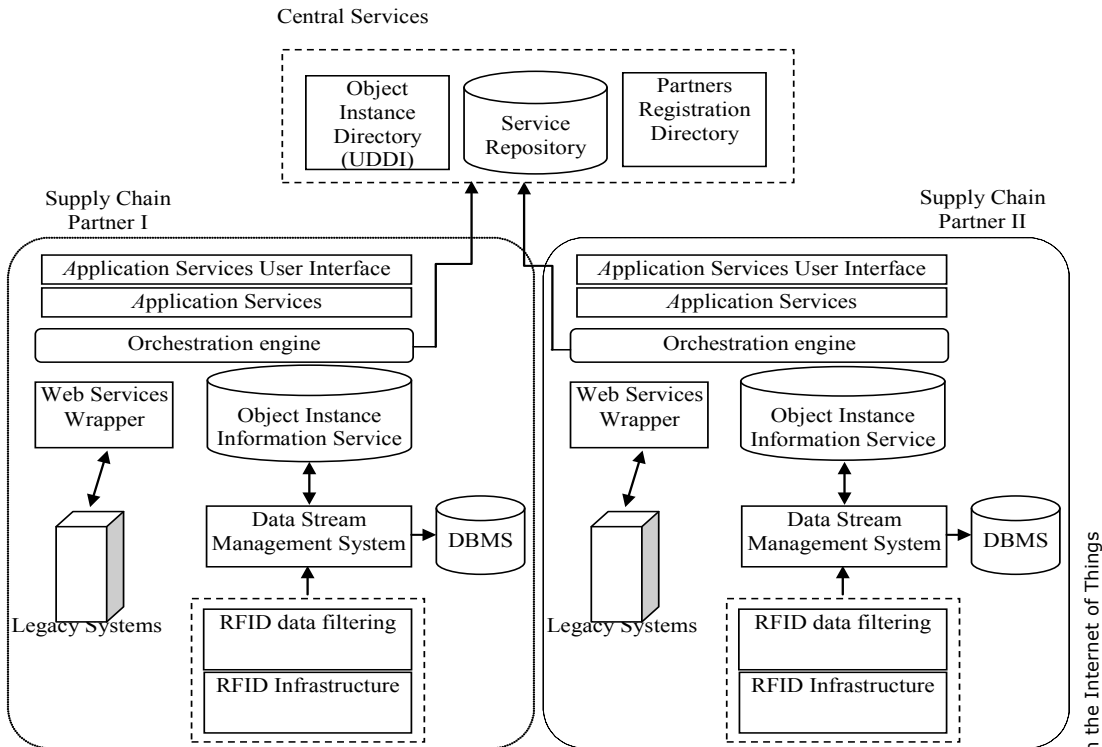 Central Services
Object
Instance
Directory
(UDDI)
Service
Repository
Partners
Registration
Directory
Supply Chain
Partner I
Application Services User Interface
Application Services
Orchestration engine
Web Services
Wrapper
Object Instance
Information Service
Data Stream
Management System
DBMS
Legacy Systems
RFID data filtering
RFID Infrastructure
Supply Chain
Partner II
Application Services User Interface
Application Services
Orchestration engine
Web Services
Wrapper
Object Instance
Information Service
Data Stream
Management System
DBMS
Legacy Systems
RFID data filtering
RFID Infrastructure
the Internet of Things